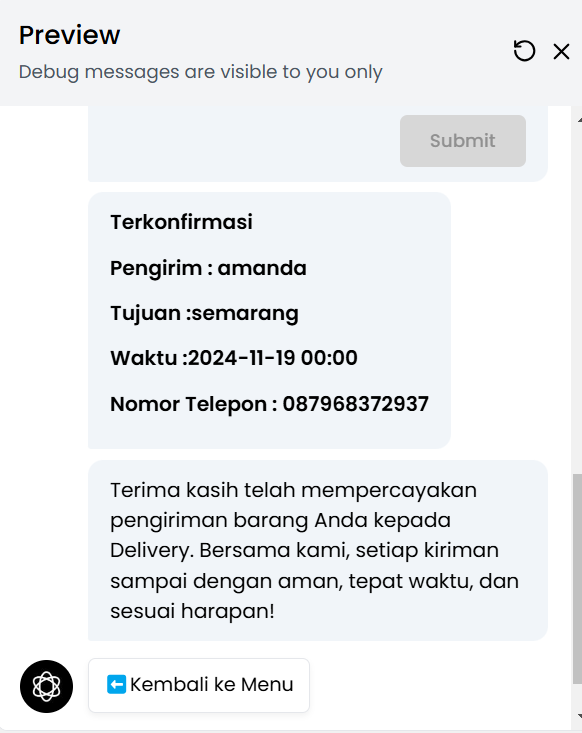 Preview
Debug messages are visible to you only
Submit
Terkonfirmasi
Pengirim : amanda
Tujuan :semarang
Waktu :2024-11-19 00:00
Nomor Telepon : 087968372937
Terima kasih telah mempercayakan
pengiriman barang Anda kepada
Delivery. Bersama kami, setiap kiriman
sampai dengan aman, tepat waktu, dan
sesuai harapan!
Kembali ke Menu